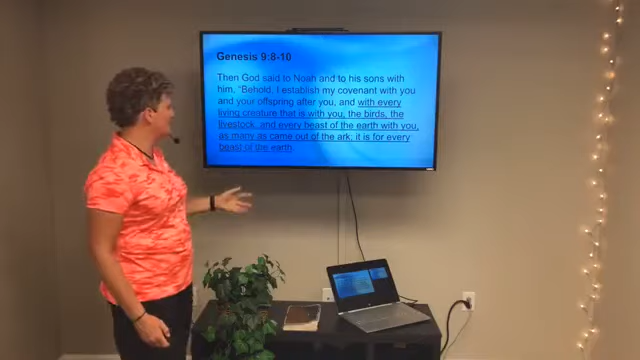 Genesis 9:8-10
Then God said to Noah and to his sons with
him, "Behold, I establish my covenant with you
and your offspring after you, and with every
living creature that is with you, the birds, the
livestock, and every beast of the earth with you,
as many as came out of the ark; it is for every
beast of the earth.